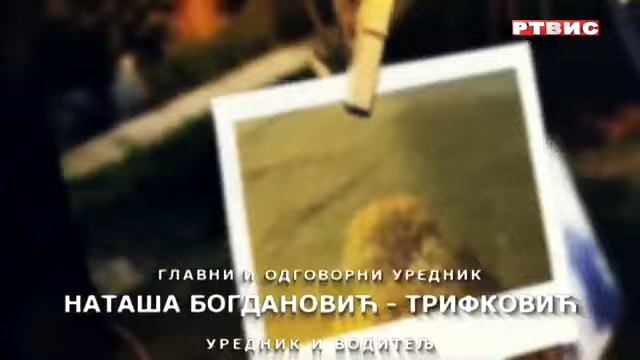 РТВИС
ГЛАВНИ И ОДГОВОРНИ УРЕДНИК
НАТАША БОГДАНОВИЋ - ТРИФКОВИЋ
УРЕДНИК И ВОДИТЕЉ